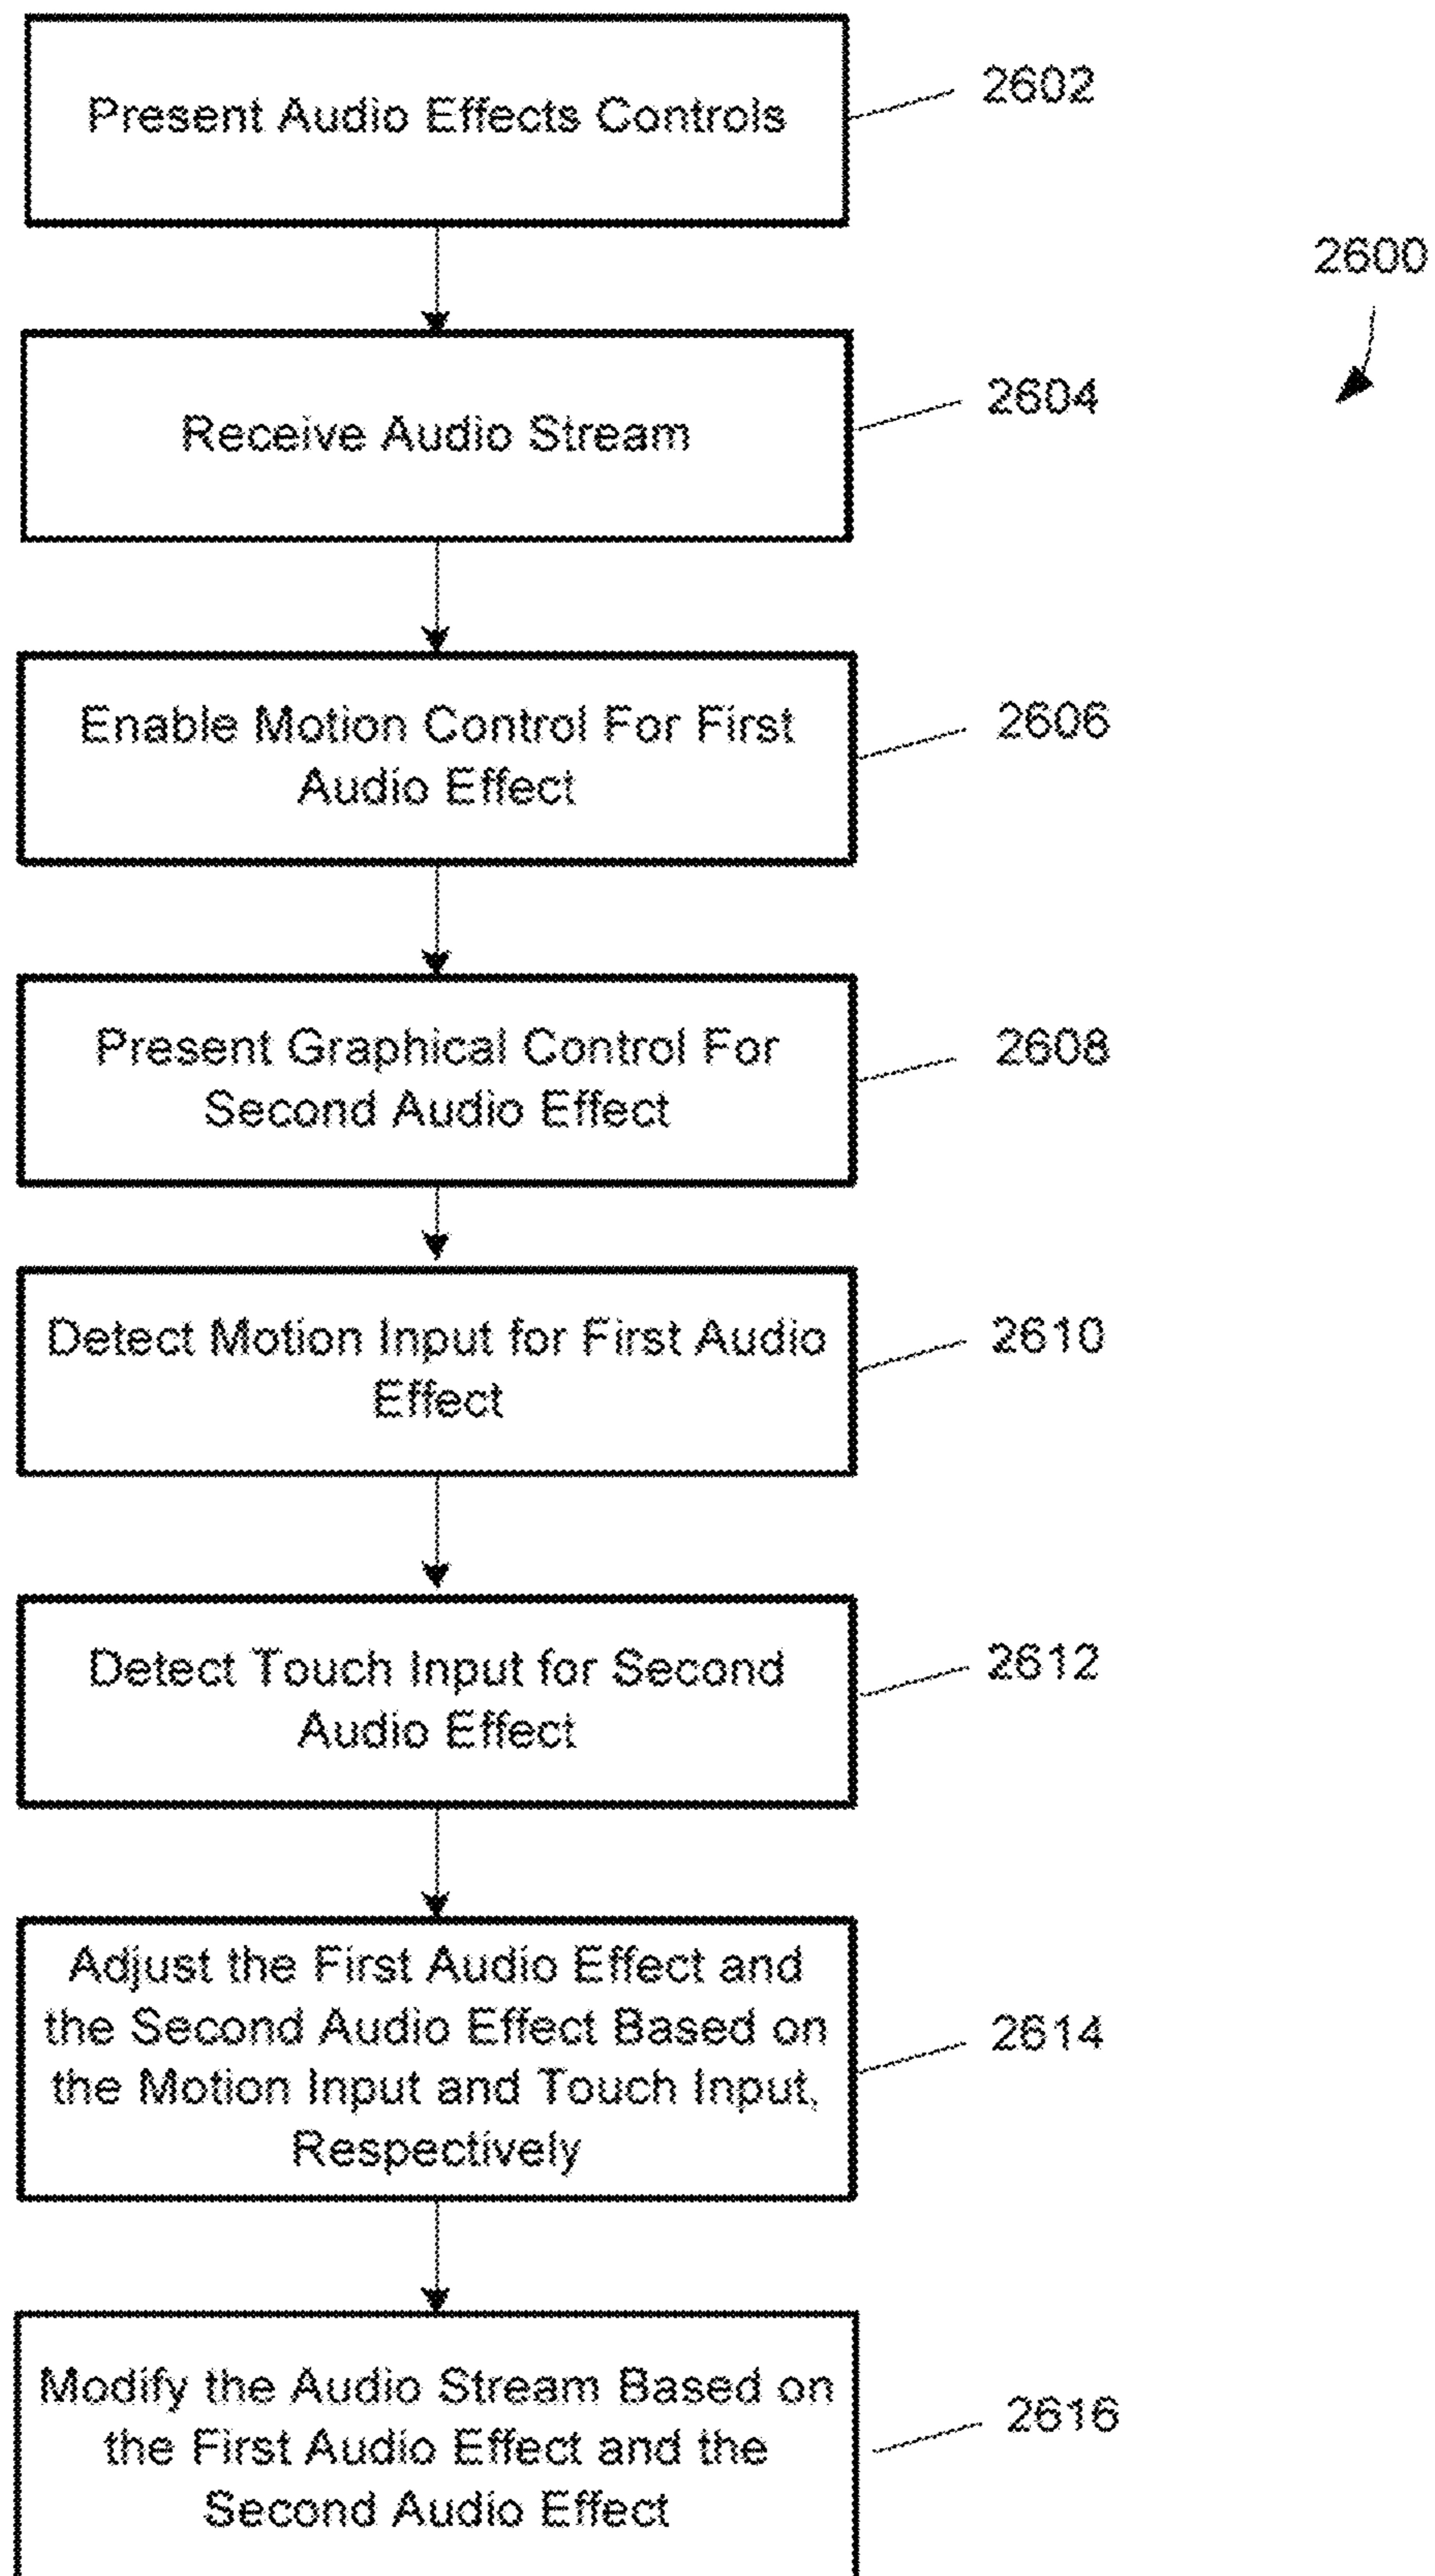 Present Audio Effects Controls
2602
2600
Receive Audio Stream
2604
Enable Motion Control For First
Audio Effect
2606
Present Graphical Control For
Second Audio Effect
2608
Detect Motion Input for First Audio
Effect
2610
Detect Touch Input for Second
Audio Effect
2612
Adjust the First Audio Effect and
the Second Audio Effect Based on
the Motion Input and Touch Input,
Respectively
2614
Modify the Audio Stream Based on
the First Audio Effect and the
Second Audio Effect
2616